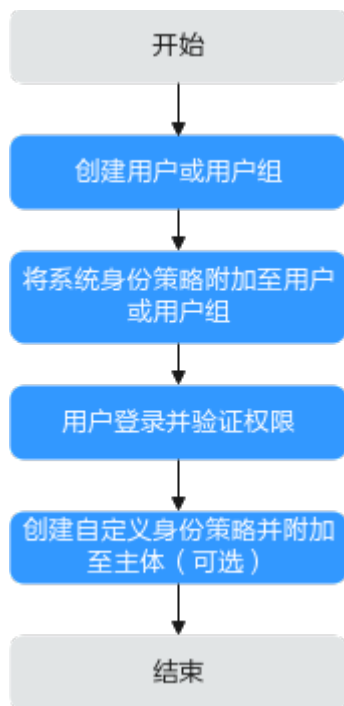 开始
创建用户或用户组
将系统身份策略附加至用户
或用户组
用户登录并验证权限
创建自定义身份策略并附加
至主体（可选）
结束